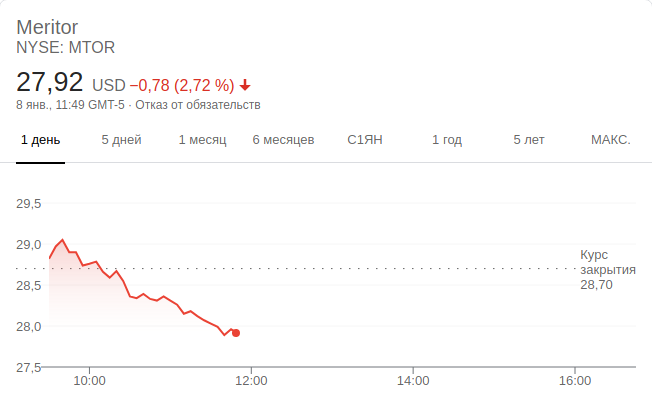 Meritor
NYSE: MTOR
27,92 USD −0,78 (2,72 %)
8 янв., 11:49 GMT-5 · Отказ от обязательств
1 день 5 дней 1 месяц 6 месяцев С1ЯН 1 год 5 лет МАКС.
29,5
29,0
Курс
закрытия
28,70
28,5
28,0
27,5
10:00 12:00 14:00 16:00